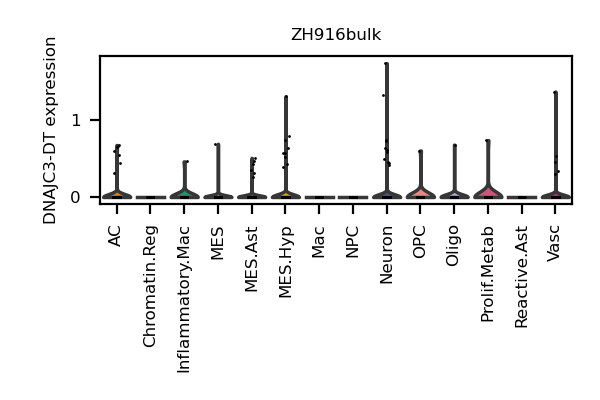 ZH916bulk
DNAJC3-DT expression
1
0
AC
Chromatin.Reg
Inflammatory.Mac
MES
MES.Ast
MES.Hyp
Mac
NPC
Neuron
OPC
Oligo
Prolif.Metab
Reactive.Ast
Vasc